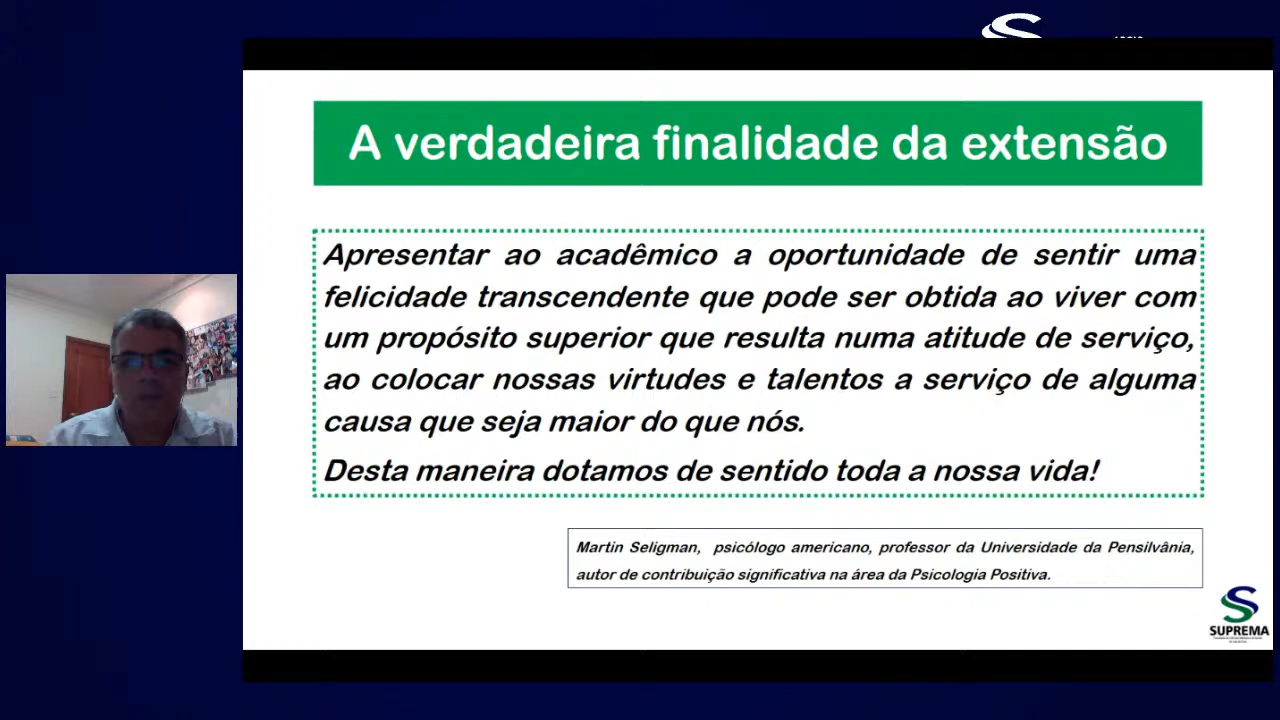 A verdadeira finalidade da extensão
Apresentar ao acadêmico a oportunidade de sentir uma
felicidade transcendente que pode ser obtida ao viver com
um propósito superior que resulta numa atitude de serviço,
ao colocar nossas virtudes e talentos a serviço de alguma
causa que seja maior do que nós.
Desta maneira dotamos de sentido toda a nossa vida!
Martin Seligman, psicólogo americano, professor da Universidade da Pensilvânia,
autor de contribuição significativa na área da Psicologia Positiva.
SUPREMA